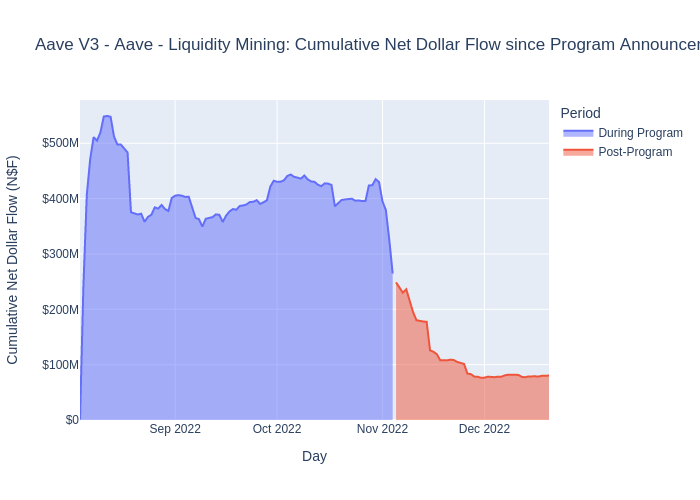 Aave V3 - Aave - Liquidity Mining: Cumulative Net Dollar Flow since Program
Period
During Program
Post-Program
Cumulative Net Dollar Flow (N$F)
$500M
$400M
$300M
$200M
$100M
$0
Sep 2022
Oct 2022
Nov 2022
Dec 2022
Day